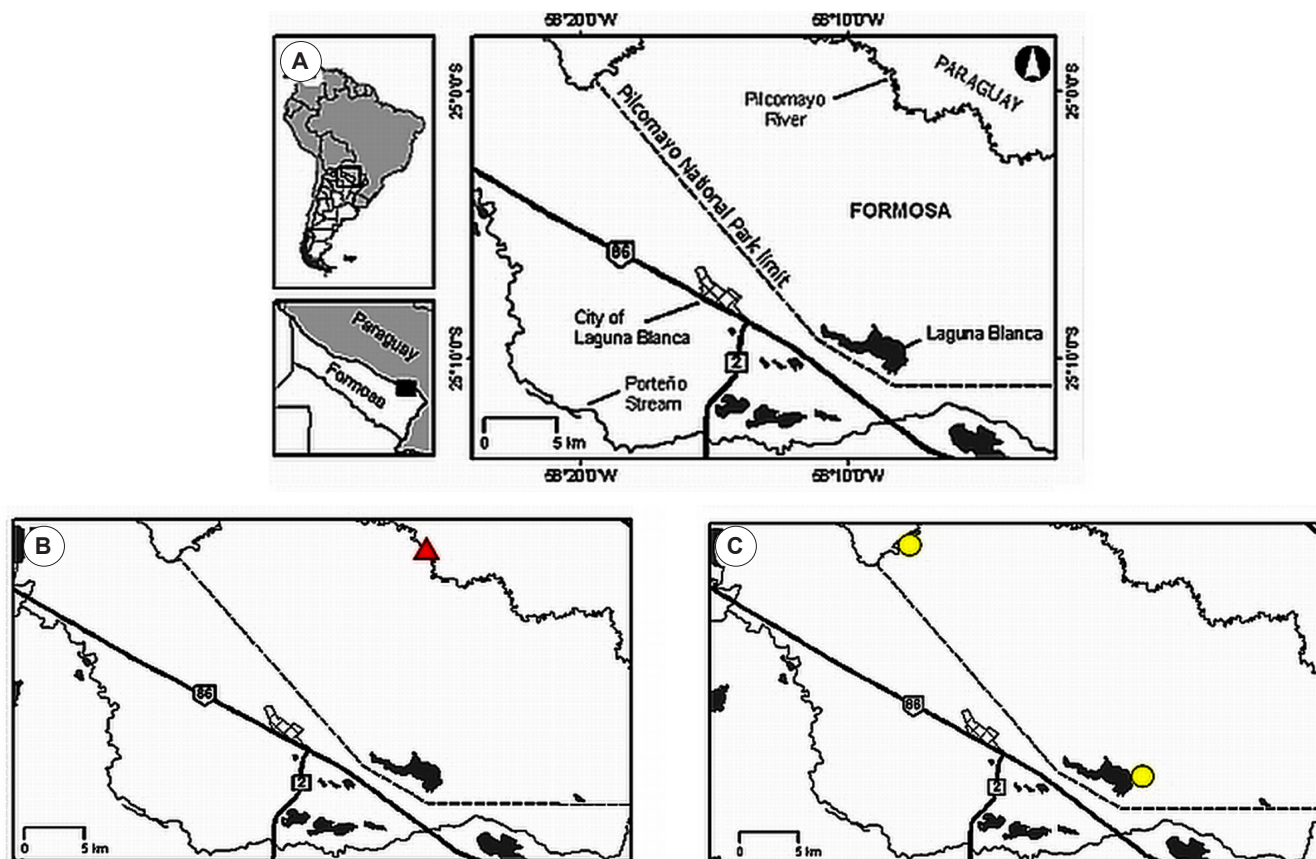 A
58°20'0"W
58°10'0"W
25°0'0"S
25°0'0"S
PARAGUAY
Pilcomayo
River
Pilcomayo National Park limit
FORMOSA
86
City of
Laguna Blanca
Laguna Blanca
2
Porteño
Stream
25°10'0"S
25°10'0"S
0
5 km
58°20'0"W
58°10'0"W
Paraguay
Formosa
B
86
2
0
5 km
C
86
2
0
5 km